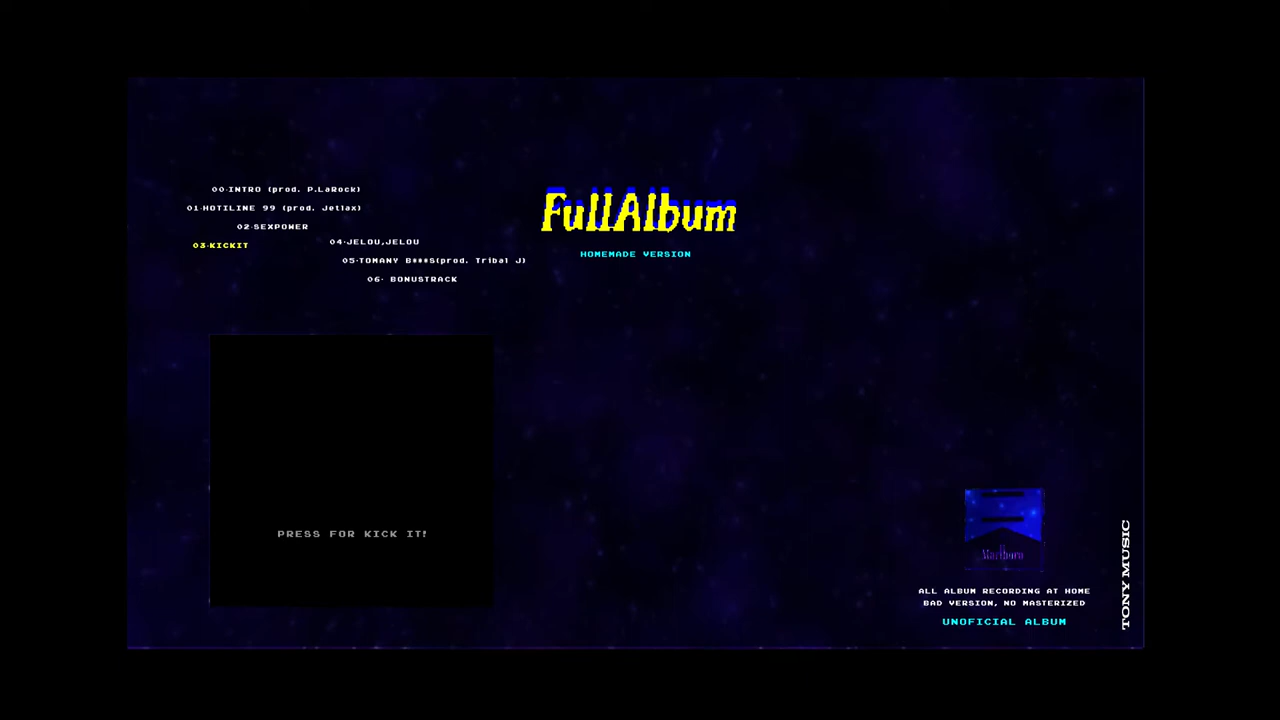 00·INTRO (prod. P.LaRock)
01·HOTILINE 99 (prod. Jetlax)
02·SEXPOWER
03·KICKIT
04·JELOU,JELOU
05·TOMANY B***S(prod. Tribal J)
06· BONUSTRACK
FullAlbum
HOMEMADE VERSION
PRESS FOR KICK IT!
Marlboro
ALL ALBUM RECORDING AT HOME
BAD VERSION, NO MASTERIZED
UNOFICIAL ALBUM
TONY MUSIC